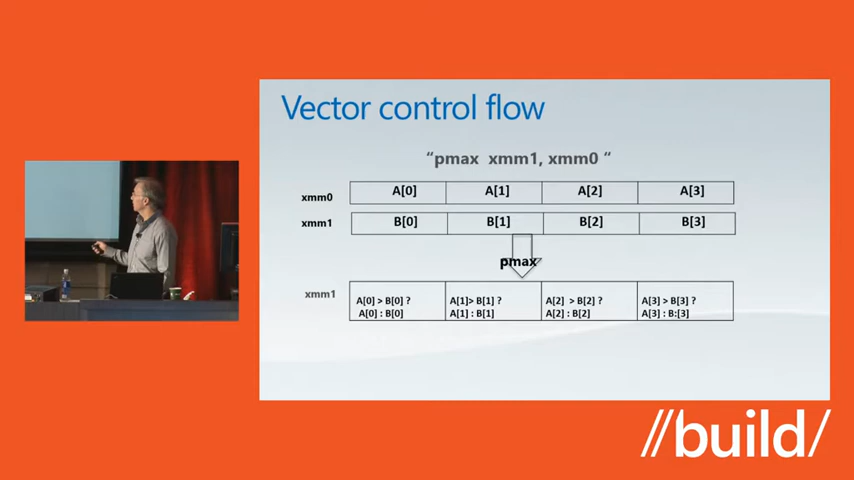 Vector control flow
“pmax xmm1, xmm0 “
xmm0 A[0] A[1] A[2] A[3]
xmm1 B[0] B[1] B[2] B[3]
pmax
xmm1
A[0] > B[0] ? A[1]> B[1] ? A[2] > B[2] ? A[3] > B[3] ?
A[0] : B[0] A[1] : B[1] A[2] : B[2] A[3] : B:[3]
//build/